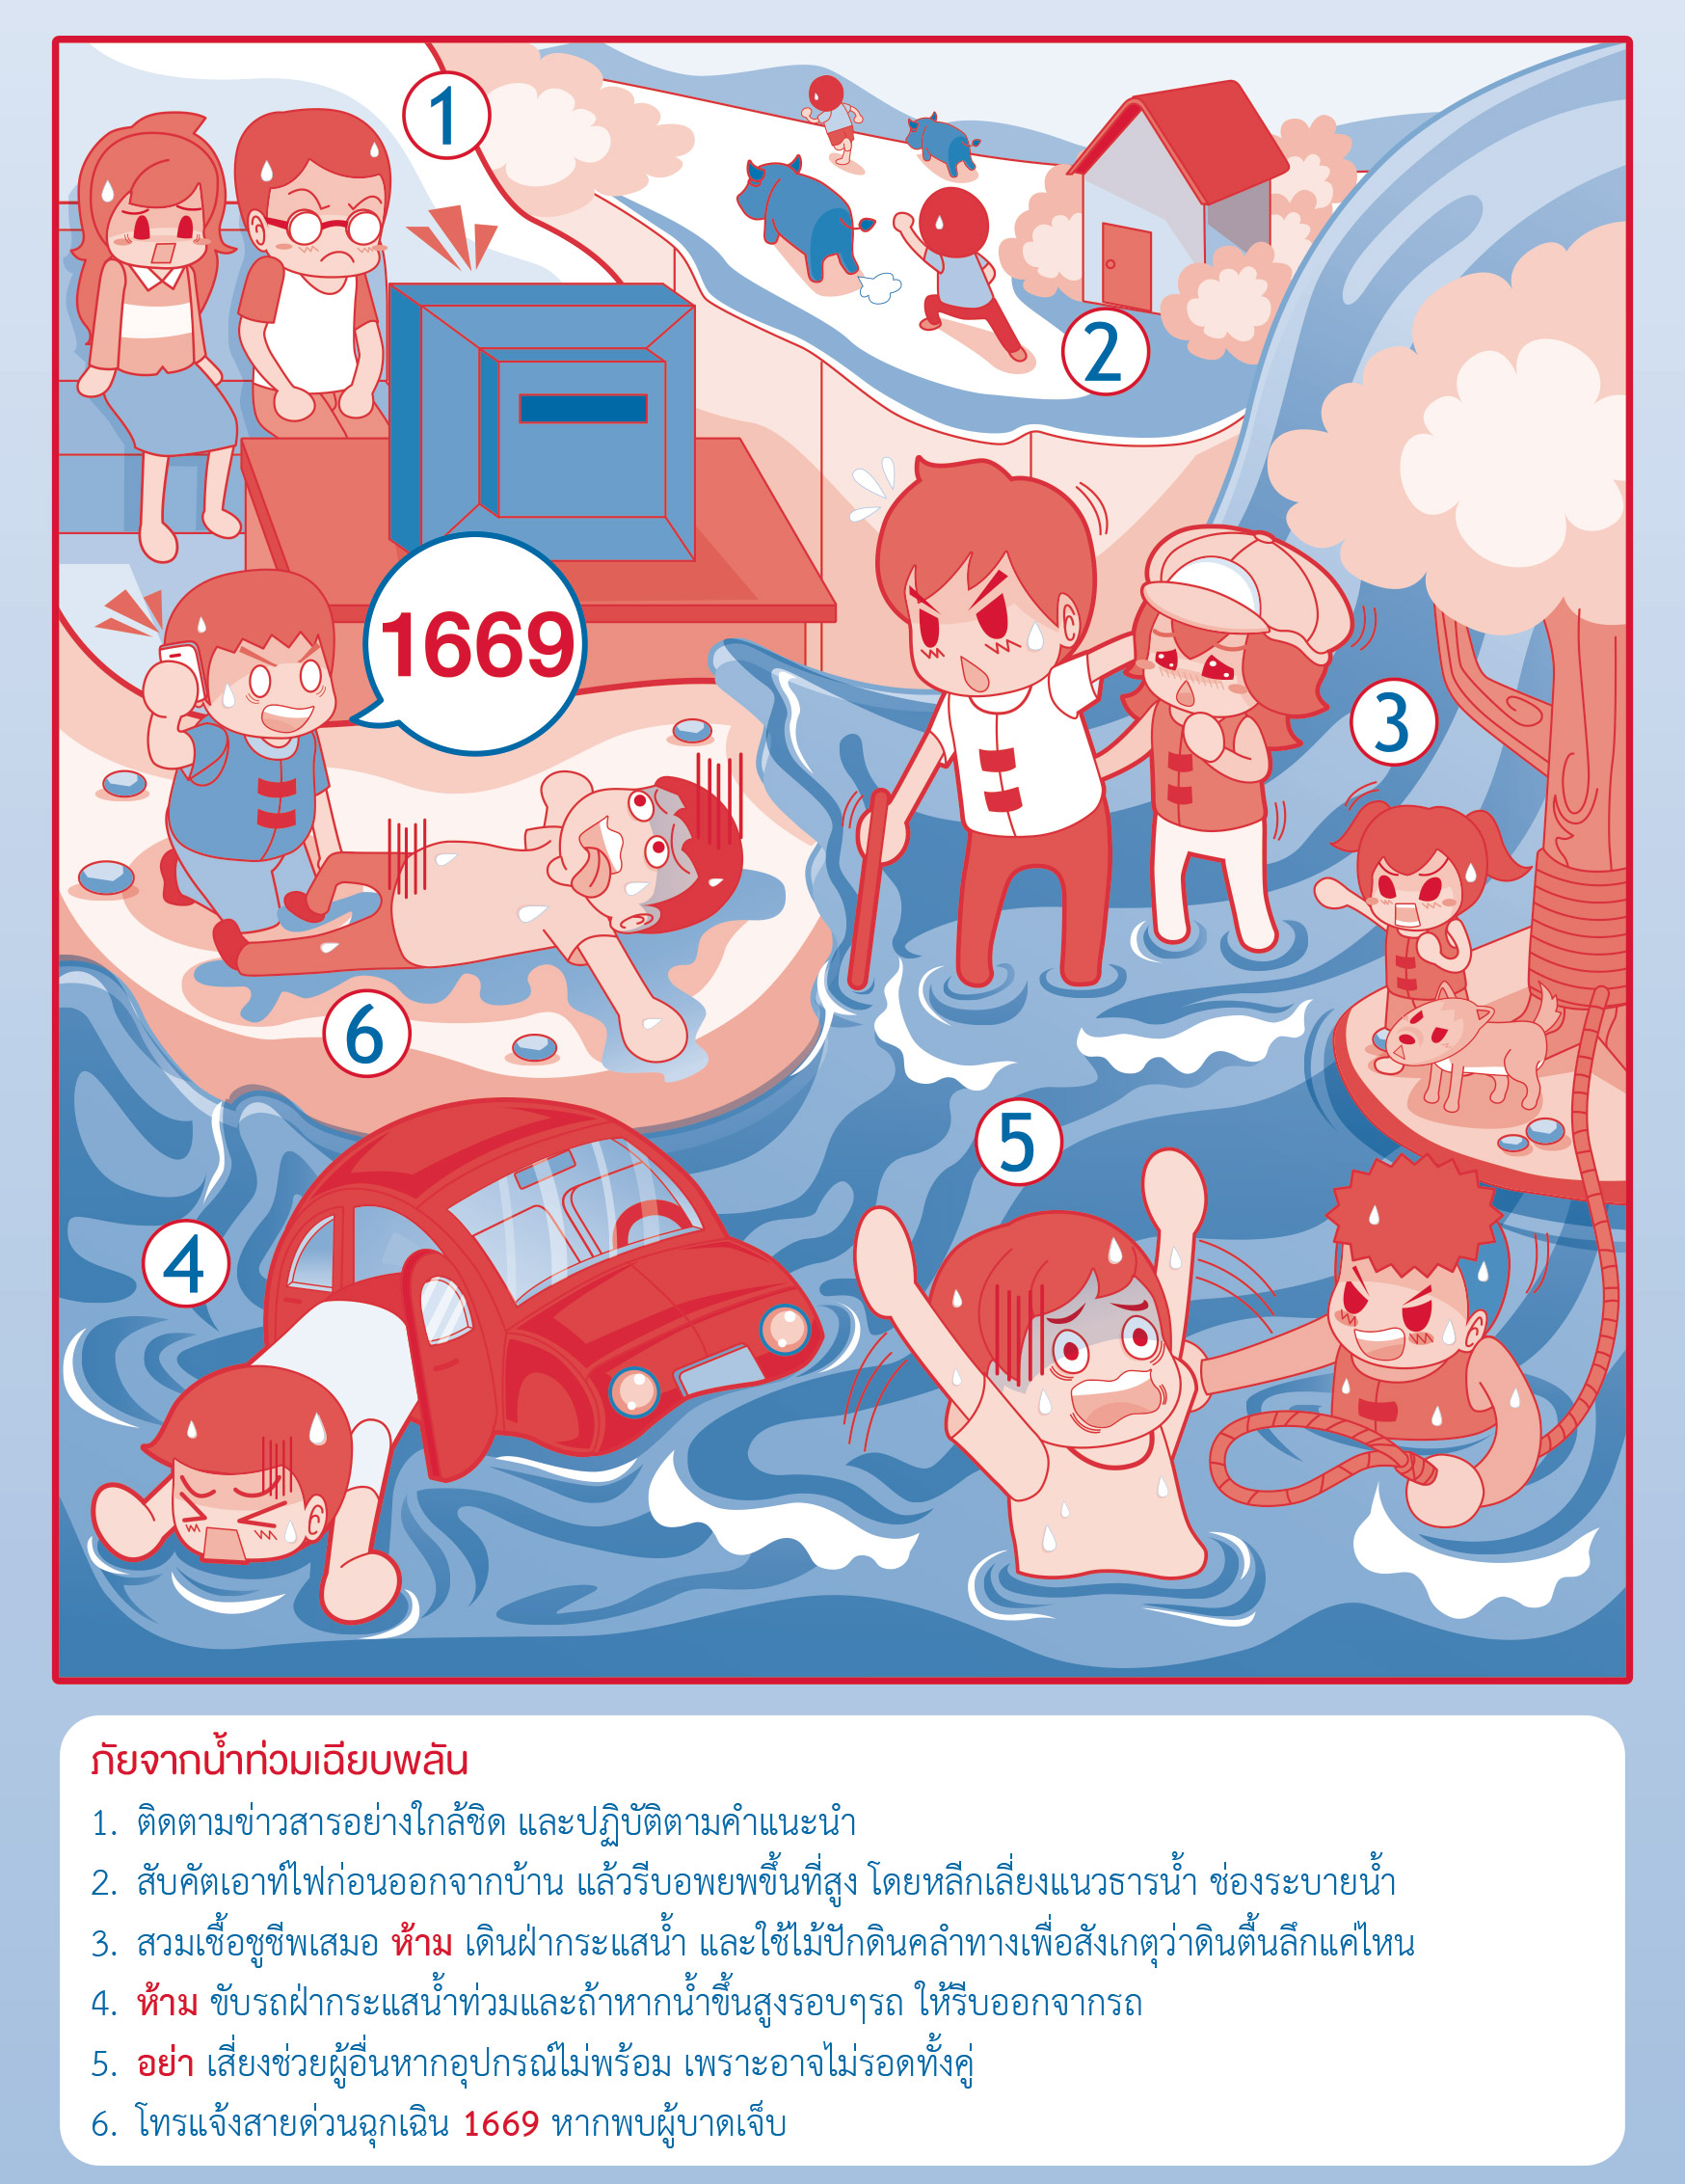 1
2
1669
3
6
5
4
ภัยจากน้ำท่วมเฉียบพลัน
1. ติดตามข่าวสารอย่างใกล้ชิด และปฏิบัติตามคำแนะนำ
2. สับคัตเอาท์ไฟก่อนออกจากบ้าน แล้วรีบอพยพขึ้นที่สูง โดยหลีกเลี่ยงแนวธารน้ำ ช่องระบายน้ำ
3. สวมเชื้อชูชีพเสมอ ห้าม เดินฝ่ากระแสน้ำ และใช้ไม้ปักดินคลำทางเพื่อสังเกตุว่าดินตื้นลึกแค่ไหน
4. ห้าม ขับรถฝ่ากระแสน้ำท่วมและถ้าหากน้ำขึ้นสูงรอบๆรถ ให้รีบออกจากรถ
5. อย่า เสี่ยงช่วยผู้อื่นหากอุปกรณ์ไม่พร้อม เพราะอาจไม่รอดทั้งคู่
6. โทรแจ้งสายด่วนฉุกเฉิน 1669 หากพบผู้บาดเจ็บ